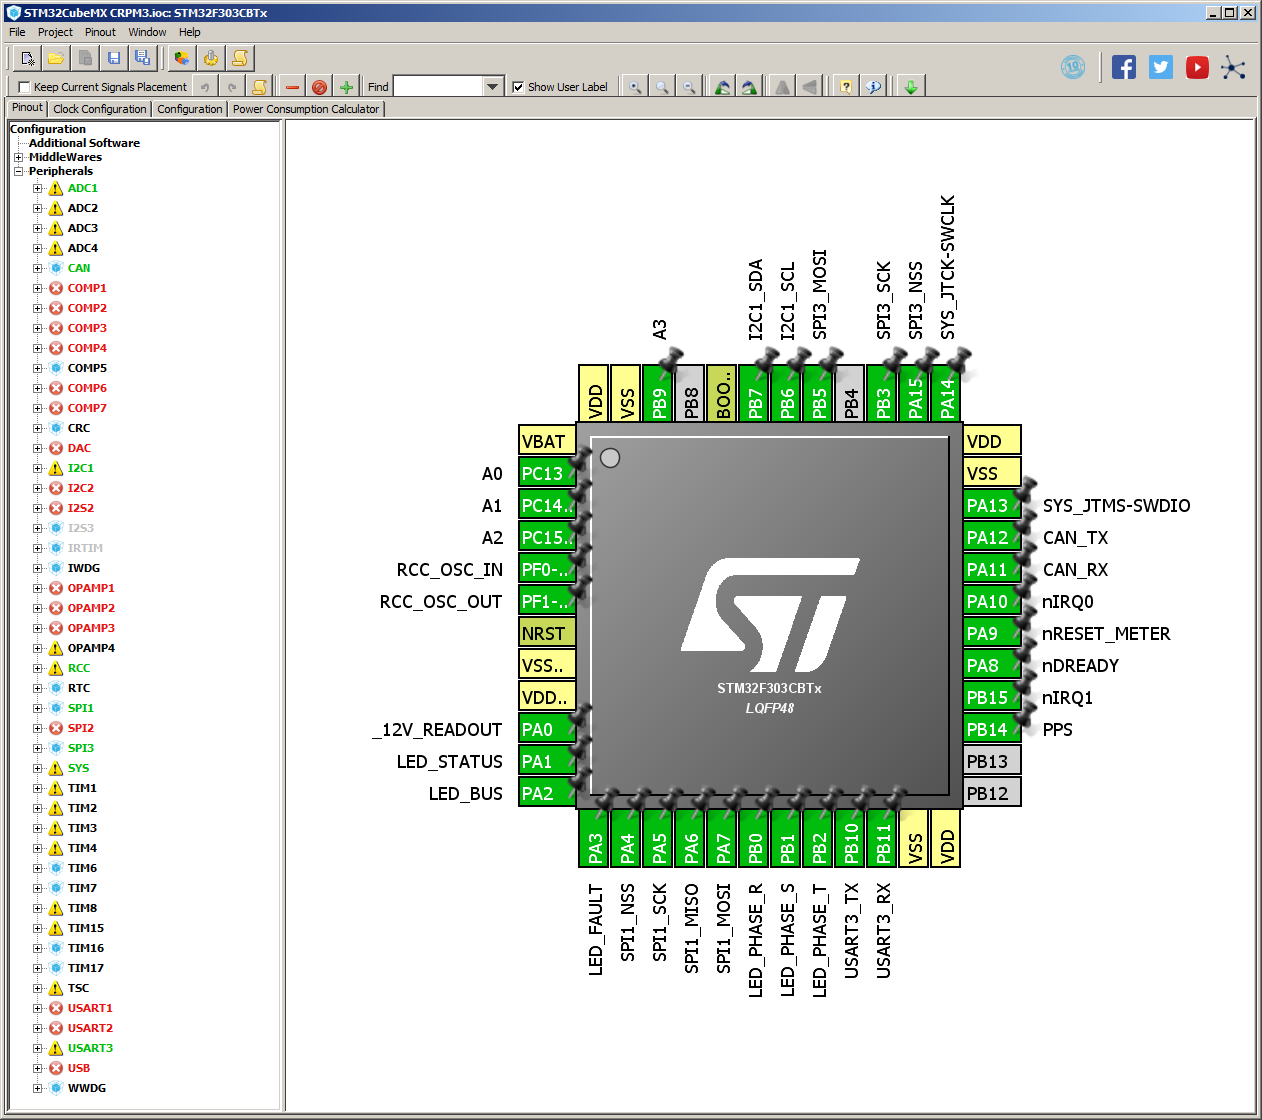 STM32CubeMX CRPM3.ioc: STM32F303CBTx
File Project Pinout Window Help
Keep Current Signals Placement Find Show User Label
Pinout Clock Configuration Configuration Power Consumption Calculator
Configuration
Additional Software
MiddleWares
Peripherals
ADC1
ADC2
ADC3
ADC4
CAN
COMP1
COMP2
COMP3
COMP4
COMP5
COMP6
COMP7
CRC
DAC
I2C1
I2C2
I2S2
I2S3
IRTIM
IWDG
OPAMP1
OPAMP2
OPAMP3
OPAMP4
RCC
RTC
SPI1
SPI2
SPI3
SYS
TIM1
TIM2
TIM3
TIM4
TIM6
TIM7
TIM8
TIM15
TIM16
TIM17
TSC
USART1
USART2
USART3
USB
WWDG
A3
I2C1_SDA
I2C1_SCL
SPI3_MOSI
SPI3_SCK
SPI3_NSS
SYS_JTCK-SWCLK
VDD
VSS
PB9
PB8
BOO..
PB7
PB6
PB5
PB4
PB3
PA15
PA14
VBAT
A0 PC13
A1 PC14..
A2 PC15..
RCC_OSC_IN PF0-..
RCC_OSC_OUT PF1-..
NRST
VSS..
VDD..
_12V_READOUT PA0
LED_STATUS PA1
LED_BUS PA2
ST
STM32F303CBTx
LQFP48
VDD
VSS
PA13 SYS_JTMS-SWDIO
PA12 CAN_TX
PA11 CAN_RX
PA10 nIRQ0
PA9 nRESET_METER
PA8 nDREADY
PB15 nIRQ1
PB14 PPS
PB13
PB12
PA3
PA4
PA5
PA6
PA7
PB0
PB1
PB2
PB10
PB11
VSS
VDD
LED_FAULT
SPI1_NSS
SPI1_SCK
SPI1_MISO
SPI1_MOSI
LED_PHASE_R
LED_PHASE_S
LED_PHASE_T
USART3_TX
USART3_RX